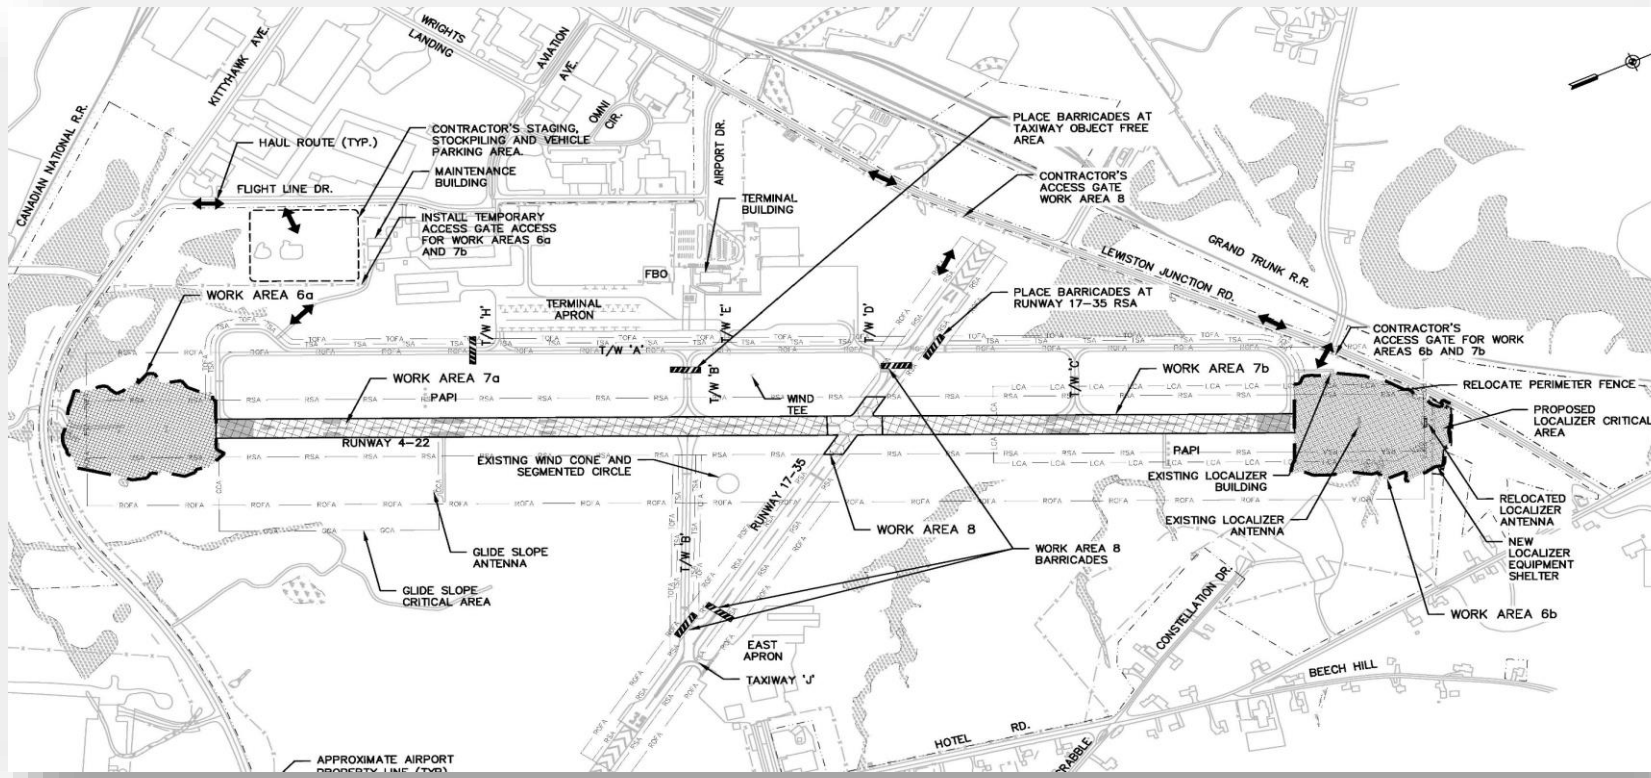 WRIGHTS
LANDING
AVIATION
AVE.
KITTYHAWK AVE.
CANADIAN NATIONAL R.R.
OMNI
CIR.
AIRPORT DR.
HAUL ROUTE (TYP.)
CONTRACTOR'S STAGING,
STOCKPILING AND VEHICLE
PARKING AREA.
MAINTENANCE
BUILDING
FLIGHT LINE DR.
INSTALL TEMPORARY
ACCESS GATE ACCESS
FOR WORK AREAS 6a
AND 7b
TERMINAL
BUILDING
PLACE BARRICADES AT
TAXIWAY OBJECT FREE
AREA
CONTRACTOR'S
ACCESS GATE
WORK AREA 8
GRAND TRUNK R.R.
LEWISTON JUNCTION RD.
FBO
WORK AREA 6a
TERMINAL
APRON
PLACE BARRICADES AT
RUNWAY 17-35 RSA
T/W 'H'
T/W 'E'
T/W 'D'
T/W 'A'
T/W 'B'
T/W 'C'
CONTRACTOR'S
ACCESS GATE FOR WORK
AREAS 6b AND 7b
WORK AREA 7a
PAPI
WIND
TEE
WORK AREA 7b
RELOCATE PERIMETER FENCE
PROPOSED
LOCALIZER CRITICAL
AREA
RUNWAY 4-22
EXISTING WIND CONE AND
SEGMENTED CIRCLE
RUNWAY 17-35
PAPI
EXISTING LOCALIZER
BUILDING
EXISTING LOCALIZER
ANTENNA
RELOCATED
LOCALIZER
ANTENNA
WORK AREA 8
GLIDE SLOPE
ANTENNA
T/W 'B'
WORK AREA 8
BARRICADES
NEW
LOCALIZER
EQUIPMENT
SHELTER
GLIDE SLOPE
CRITICAL AREA
WORK AREA 6b
CONSTELLATION DR.
EAST
APRON
TAXIWAY 'J'
BEECH HILL
HOTEL RD.
APPROXIMATE AIRPORT
PROPERTY LINE (TYP)